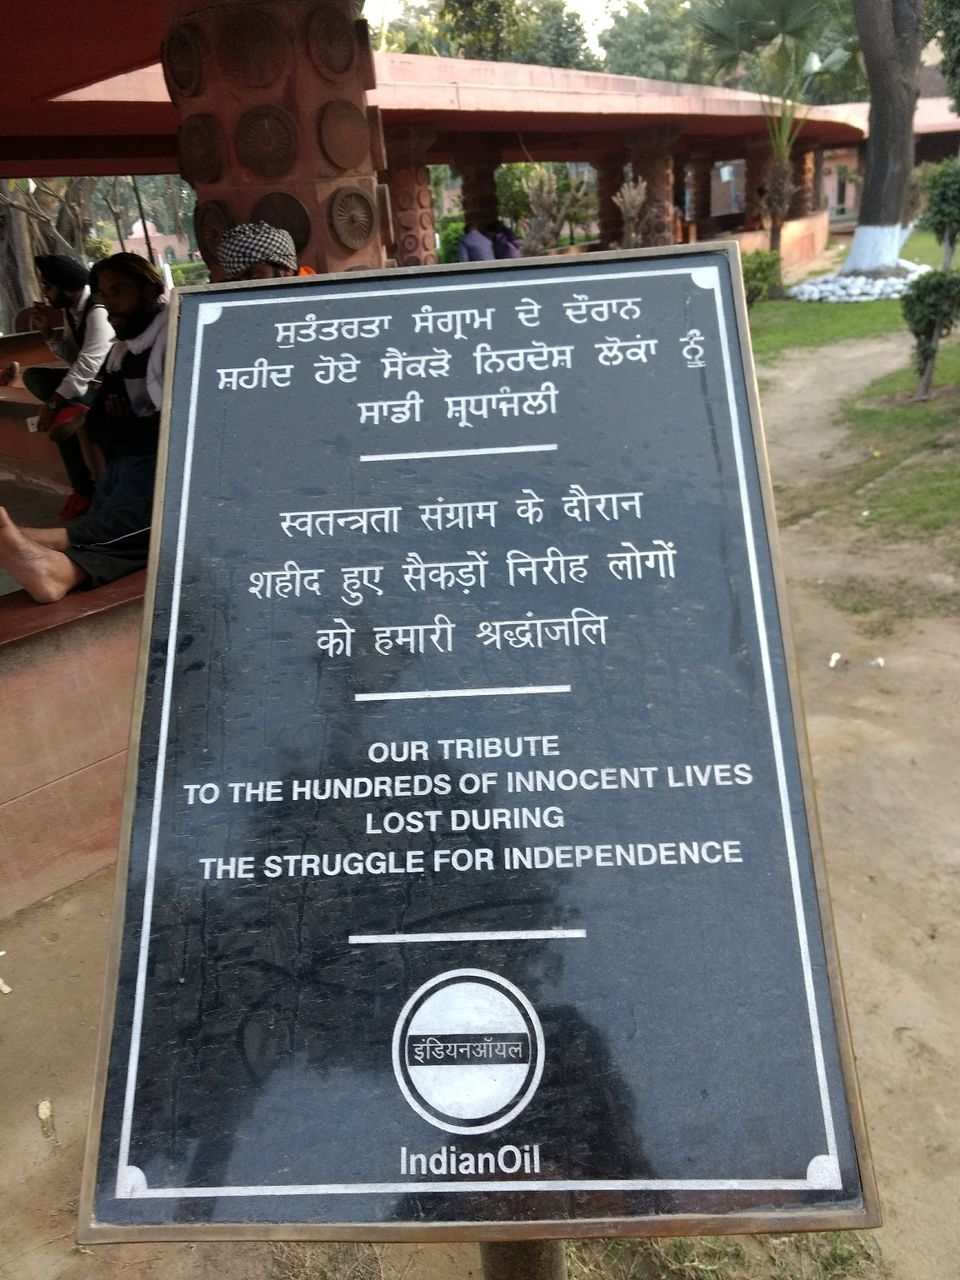 ਸੁਤੰਤਰਤਾ ਸੰਗ੍ਰਾਮ ਦੇ ਦੌਰਾਨ
ਸ਼ਹੀਦ ਹੋਏ ਸੈਂਕੜੋ ਨਿਰਦੋਸ਼ ਲੋਕਾਂ ਨੂੰ
ਸਾਡੀ ਸ਼੍ਰਧਾਜੰਲੀ
स्वतन्त्रता संग्राम के दौरान
शहीद हुए सैकड़ों निरीह लोगों
को हमारी श्रद्धांजलि
OUR TRIBUTE
TO THE HUNDREDS OF INNOCENT LIVES
LOST DURING
THE STRUGGLE FOR INDEPENDENCE
इंडियनऑयल
IndianOil